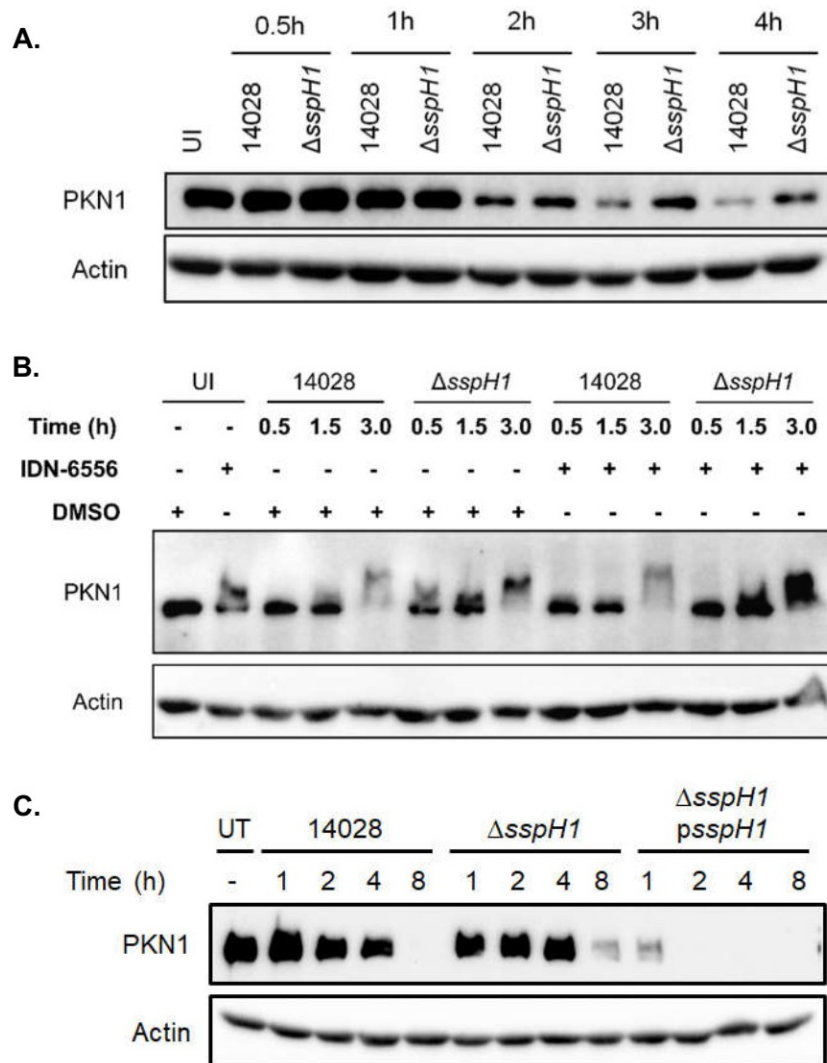 A.
0.5h 1h 2h 3h 4h
UI 14028 ΔsspH1 14028 ΔsspH1 14028 ΔsspH1 14028 ΔsspH1 14028 ΔsspH1
PKN1
Actin
B.
UI 14028 ΔsspH1 14028 ΔsspH1
Time (h) - - 0.5 1.5 3.0 0.5 1.5 3.0 0.5 1.5 3.0 0.5 1.5 3.0
IDN-6556 - + - - - - - - + + + + + +
DMSO + - + + + + + + - - - - - -
PKN1
Actin
C.
ΔsspH1
UT 14028 ΔsspH1 psspH1
Time (h) - 1 2 4 8 1 2 4 8 1 2 4 8
PKN1
Actin